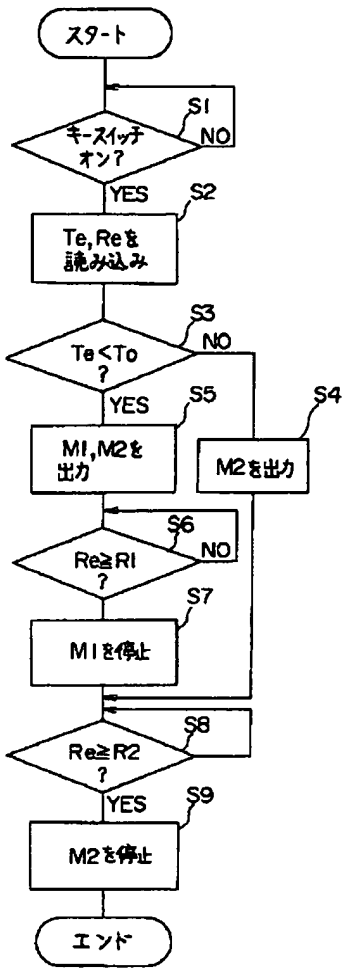 スタート
S1
キースイッチ
オン?
NO
YES
S2
Te,Reを
読み込み
S3
Te<To
?
NO
YES
S5
S4
M1,M2を
出力
M2を出力
S6
Re≧R1
?
NO
S7
M1を停止
S8
Re≧R2
?
YES
S9
M2を停止
エンド